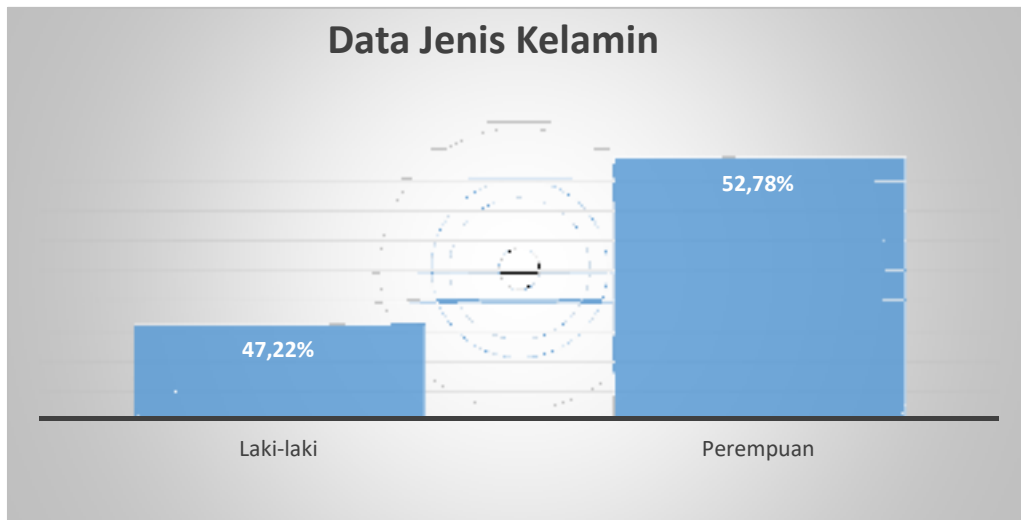 Data Jenis Kelamin
52,78%
47,22%
Laki-laki
Perempuan